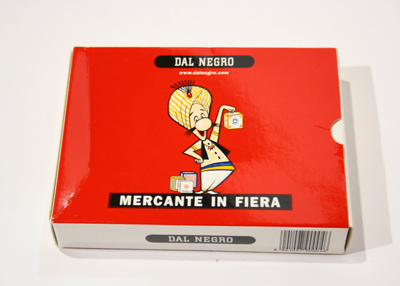 DAL NEGRO
www.dalnegro.com
MERCANTE IN FIERA
DAL NEGRO